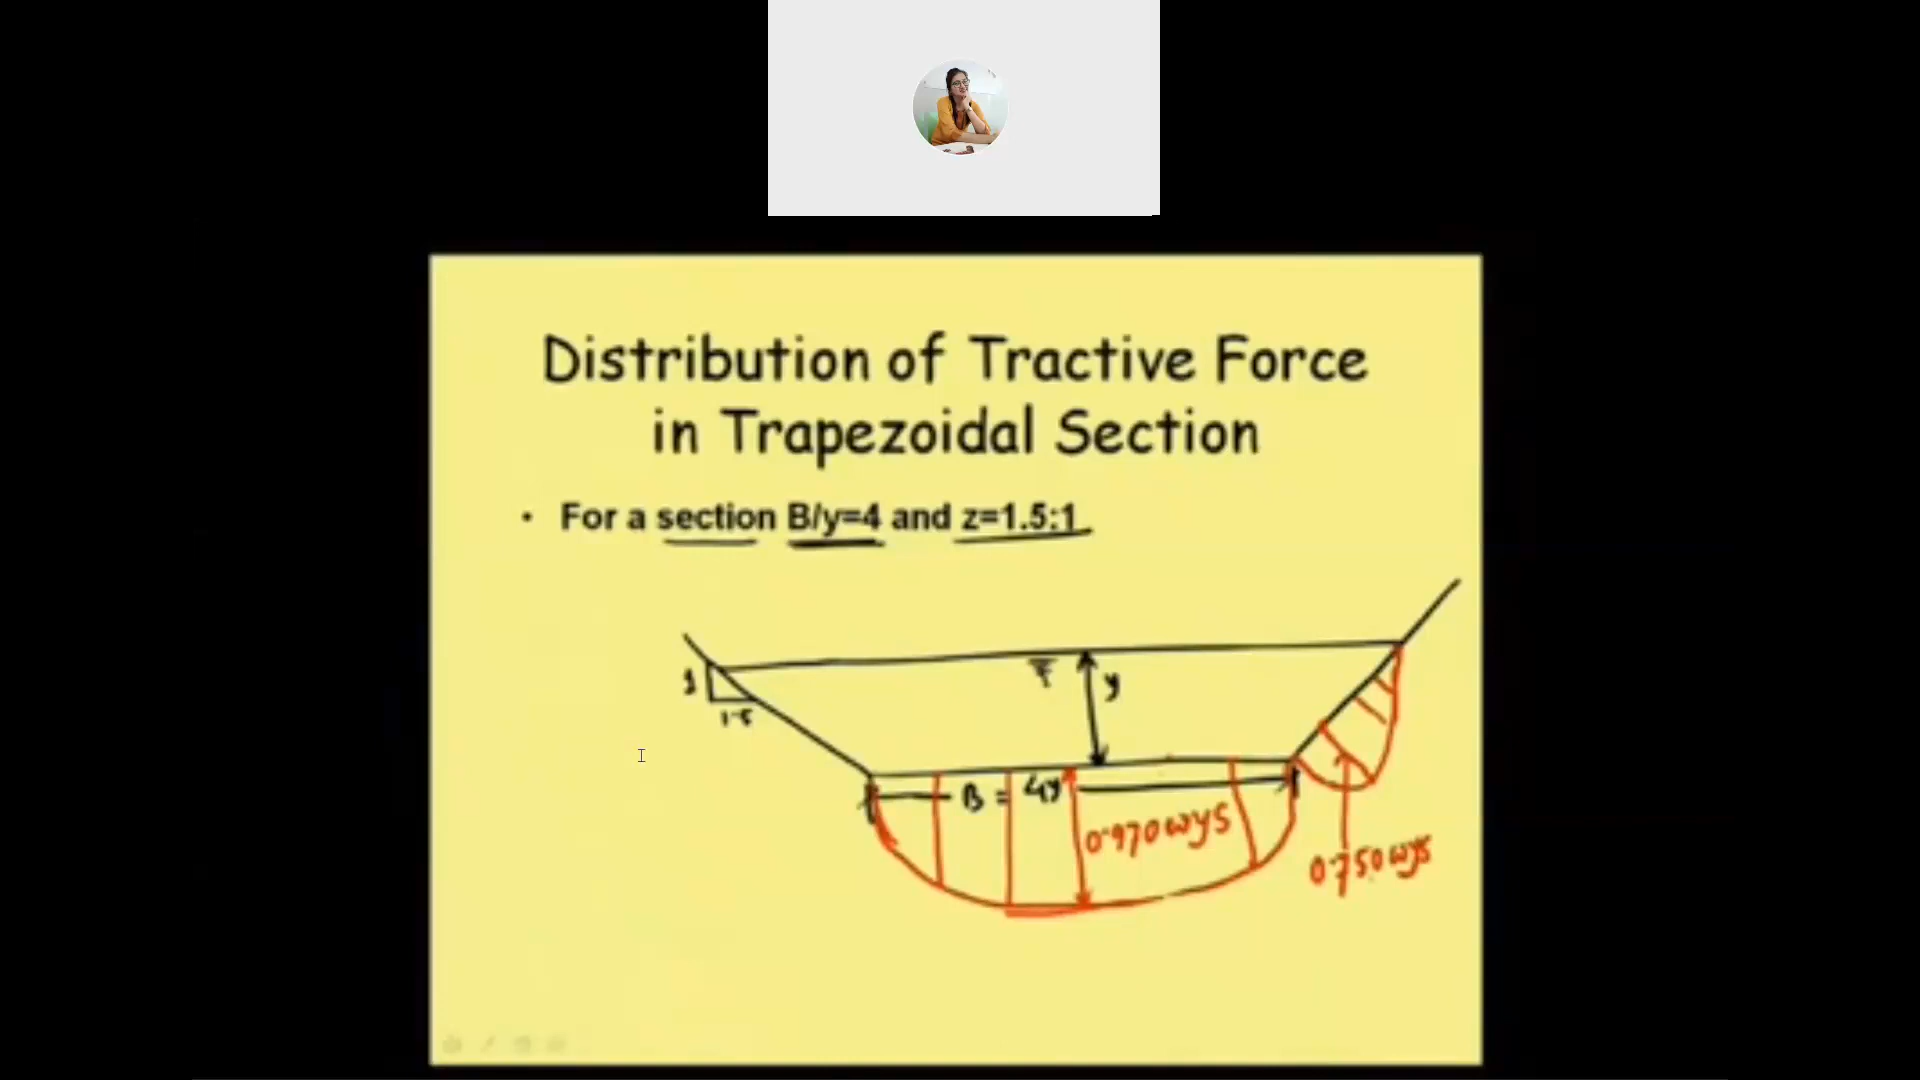 Distribution of Tractive Force
in Trapezoidal Section
• For a section B/y=4 and z=1.5:1
y
1
1.5
B = 4y
0.970wys
0.750wys